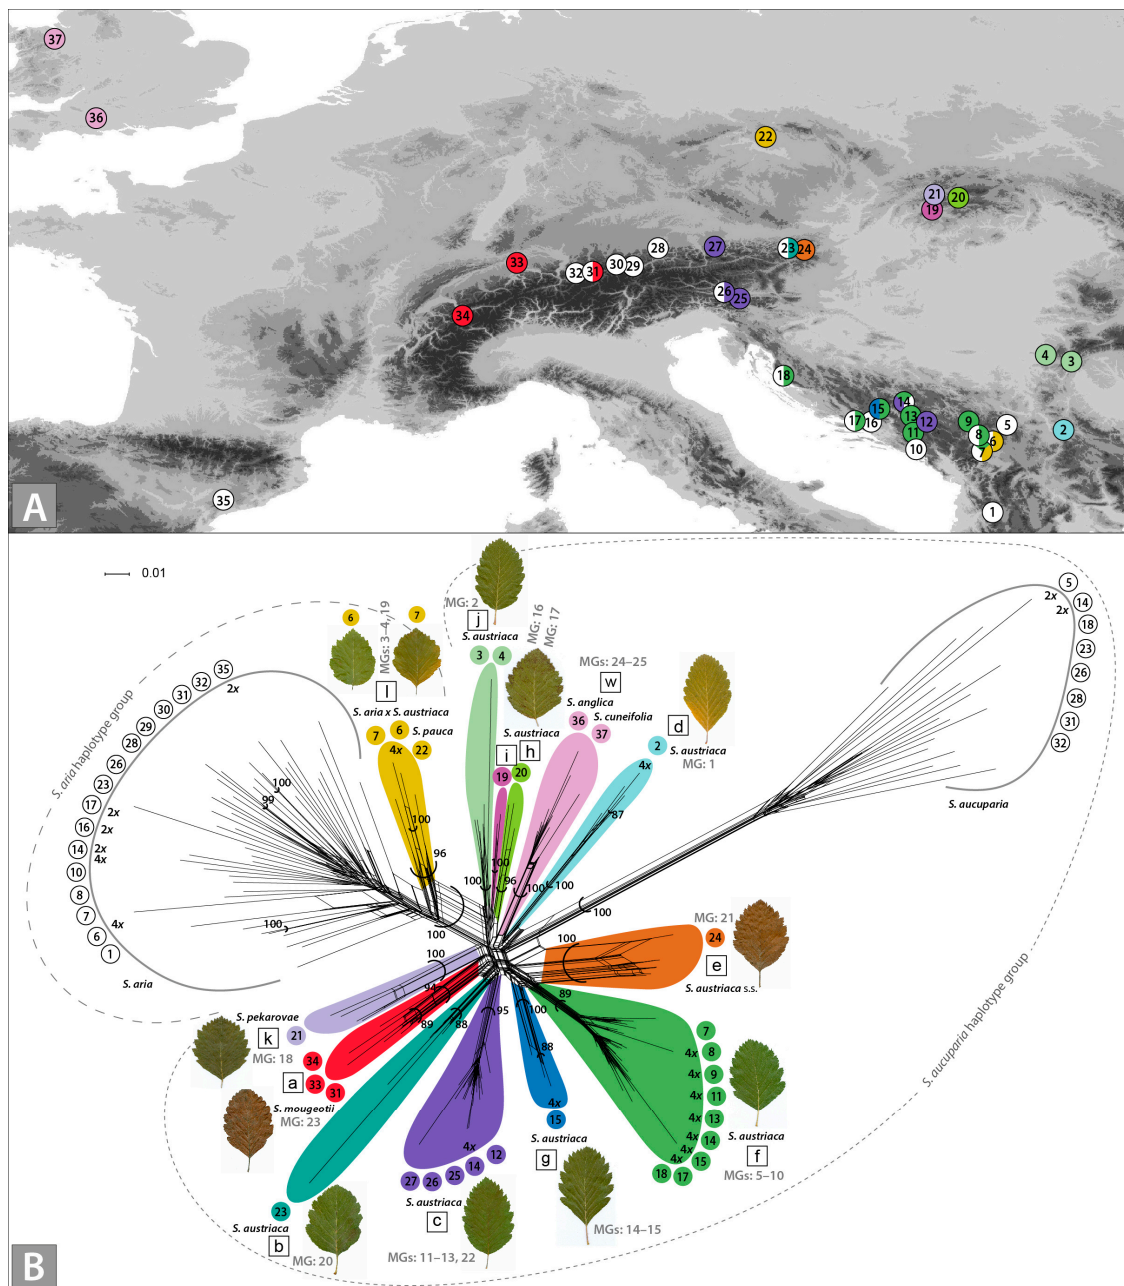 37
36
22
21
20
19
33
32
31
30
29
28
27
23
24
26
25
34
4
3
18
15
14
13
12
17
16
11
10
9
8
5
6
7
2
35
1
A
0.01
MG: 2
j
S. austriaca
3 4
MG: 16
MG: 17
MGs: 3–4, 19
6
7
l
S. aria x S. austriaca
S. pauca
7 6 22
4x
MGs: 24–25
w
S. anglica
S. cuneifolia
36 37
S. austriaca
i h
19 20
d
2
S. austriaca
MG: 1
4x
5
14
18
23
26
28
31
32
2x
2x
S. aucuparia
S. aria haplotype group
35
32
31
30
29
28
26
23
17
16
14
10
8
7
6
1
2x
2x
2x
2x
4x
4x
S. aria
100
99
100
100
96
100
100
100
96
100
100
87
100
100
94
89
88
95
100
88
89
100
MG: 21
24
e
S. austriaca s.s.
S. aucuparia haplotype group
S. pekarovae
k
21
MG: 18
34
a
33
31
S. mougeotii
MG: 23
23
S. austriaca
b
MG: 20
4x
27 26 25 14 12
S. austriaca
c
MGs: 11–13, 22
4x
15
S. austriaca
g
MGs: 14–15
7
4x 8
4x 9
4x 11
4x 13
4x 14
4x 15
4x
18 17
S. austriaca
f
MGs: 5–10
B